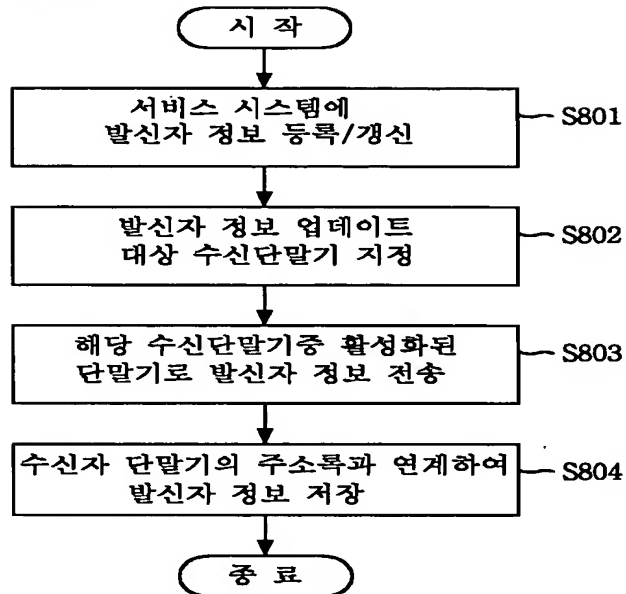 시 작
서비스 시스템에
발신자 정보 등록/갱신
S801
발신자 정보 업데이트
대상 수신단말기 지정
S802
해당 수신단말기중 활성화된
단말기로 발신자 정보 전송
S803
수신자 단말기의 주소록과 연계하여
발신자 정보 저장
S804
종 료